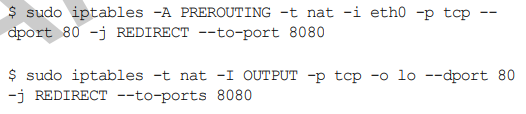 $ sudo iptables -A PREROUTING -t nat -i eth0 -p tcp --
dport 80 -j REDIRECT --to-port 8080
$ sudo iptables -t nat -I OUTPUT -p tcp -o lo --dport 80
-j REDIRECT --to-ports 8080